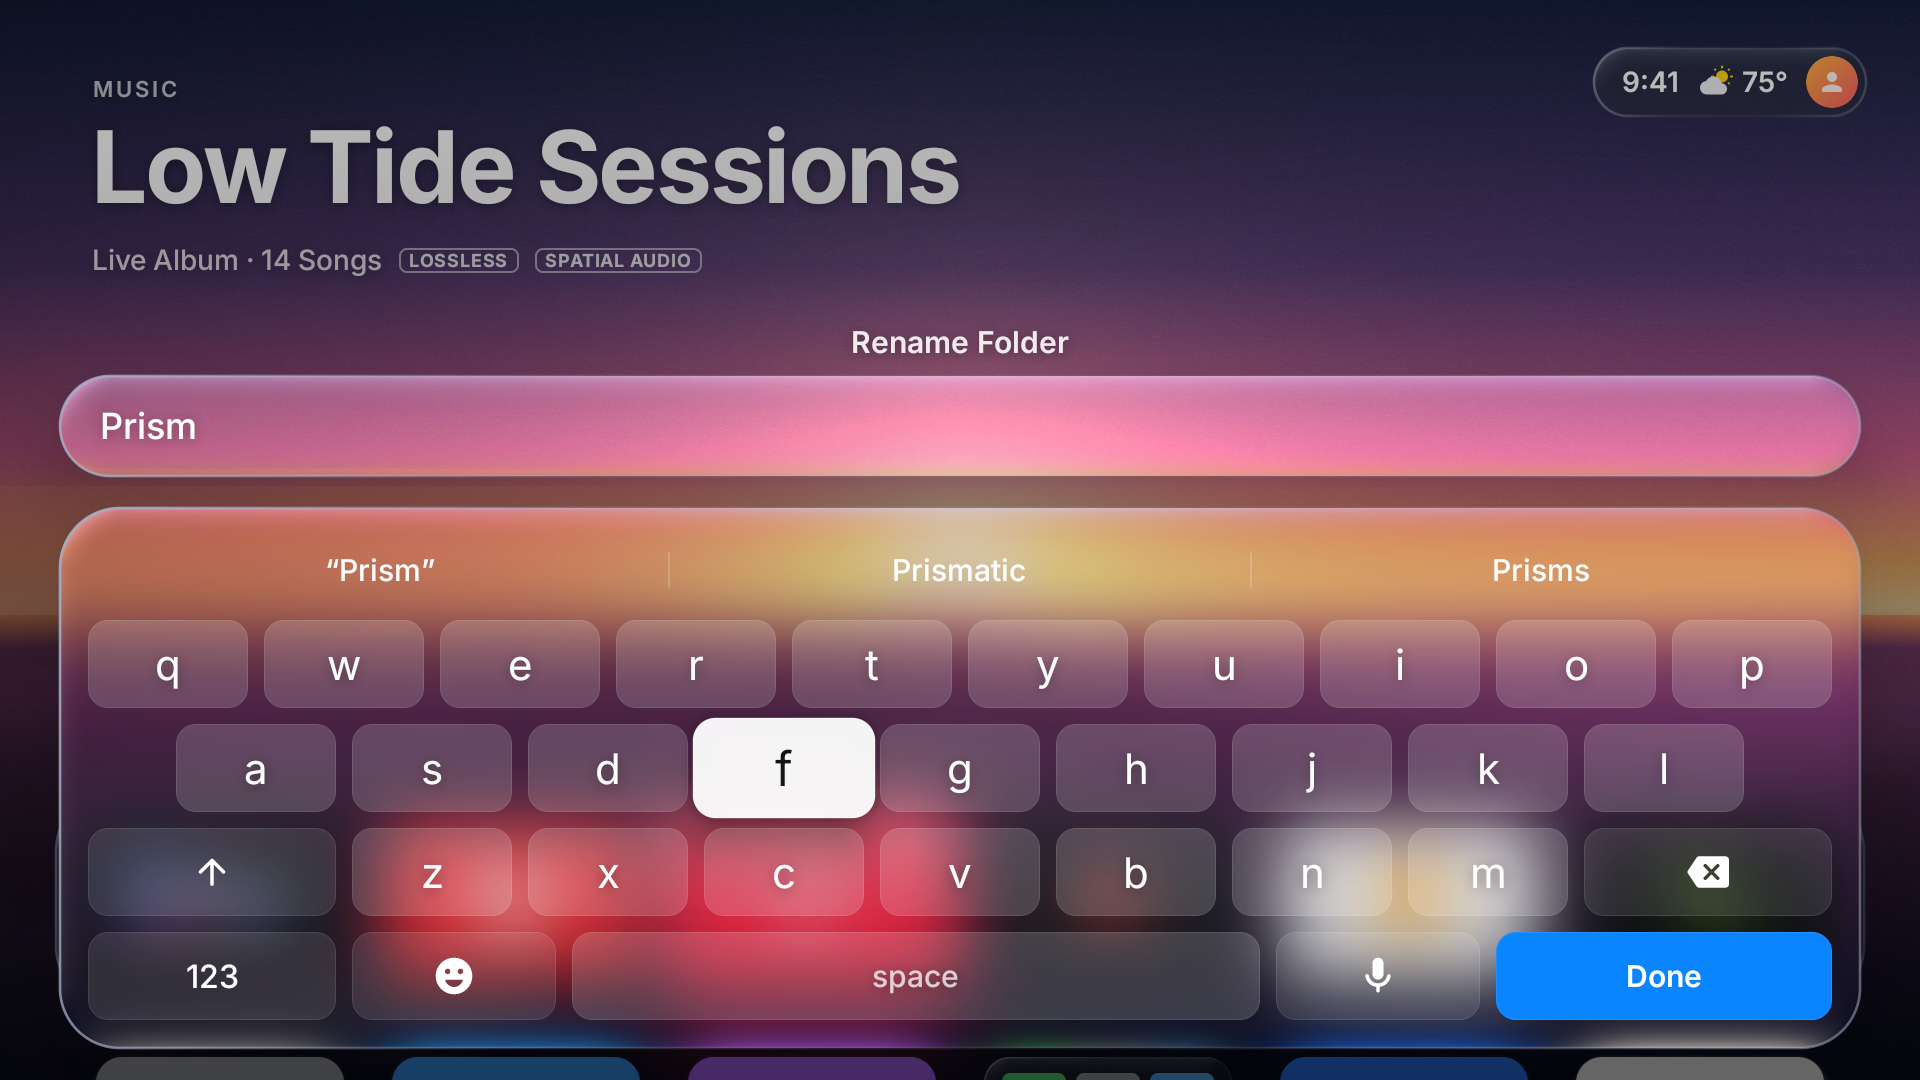 MUSIC
9:41 75°
Low Tide Sessions
Live Album · 14 Songs LOSSLESS SPATIAL AUDIO
Rename Folder
Prism
“Prism” Prismatic Prisms
q w e r t y u i o p
a s d f g h j k l
z x c v b n m
123 space Done